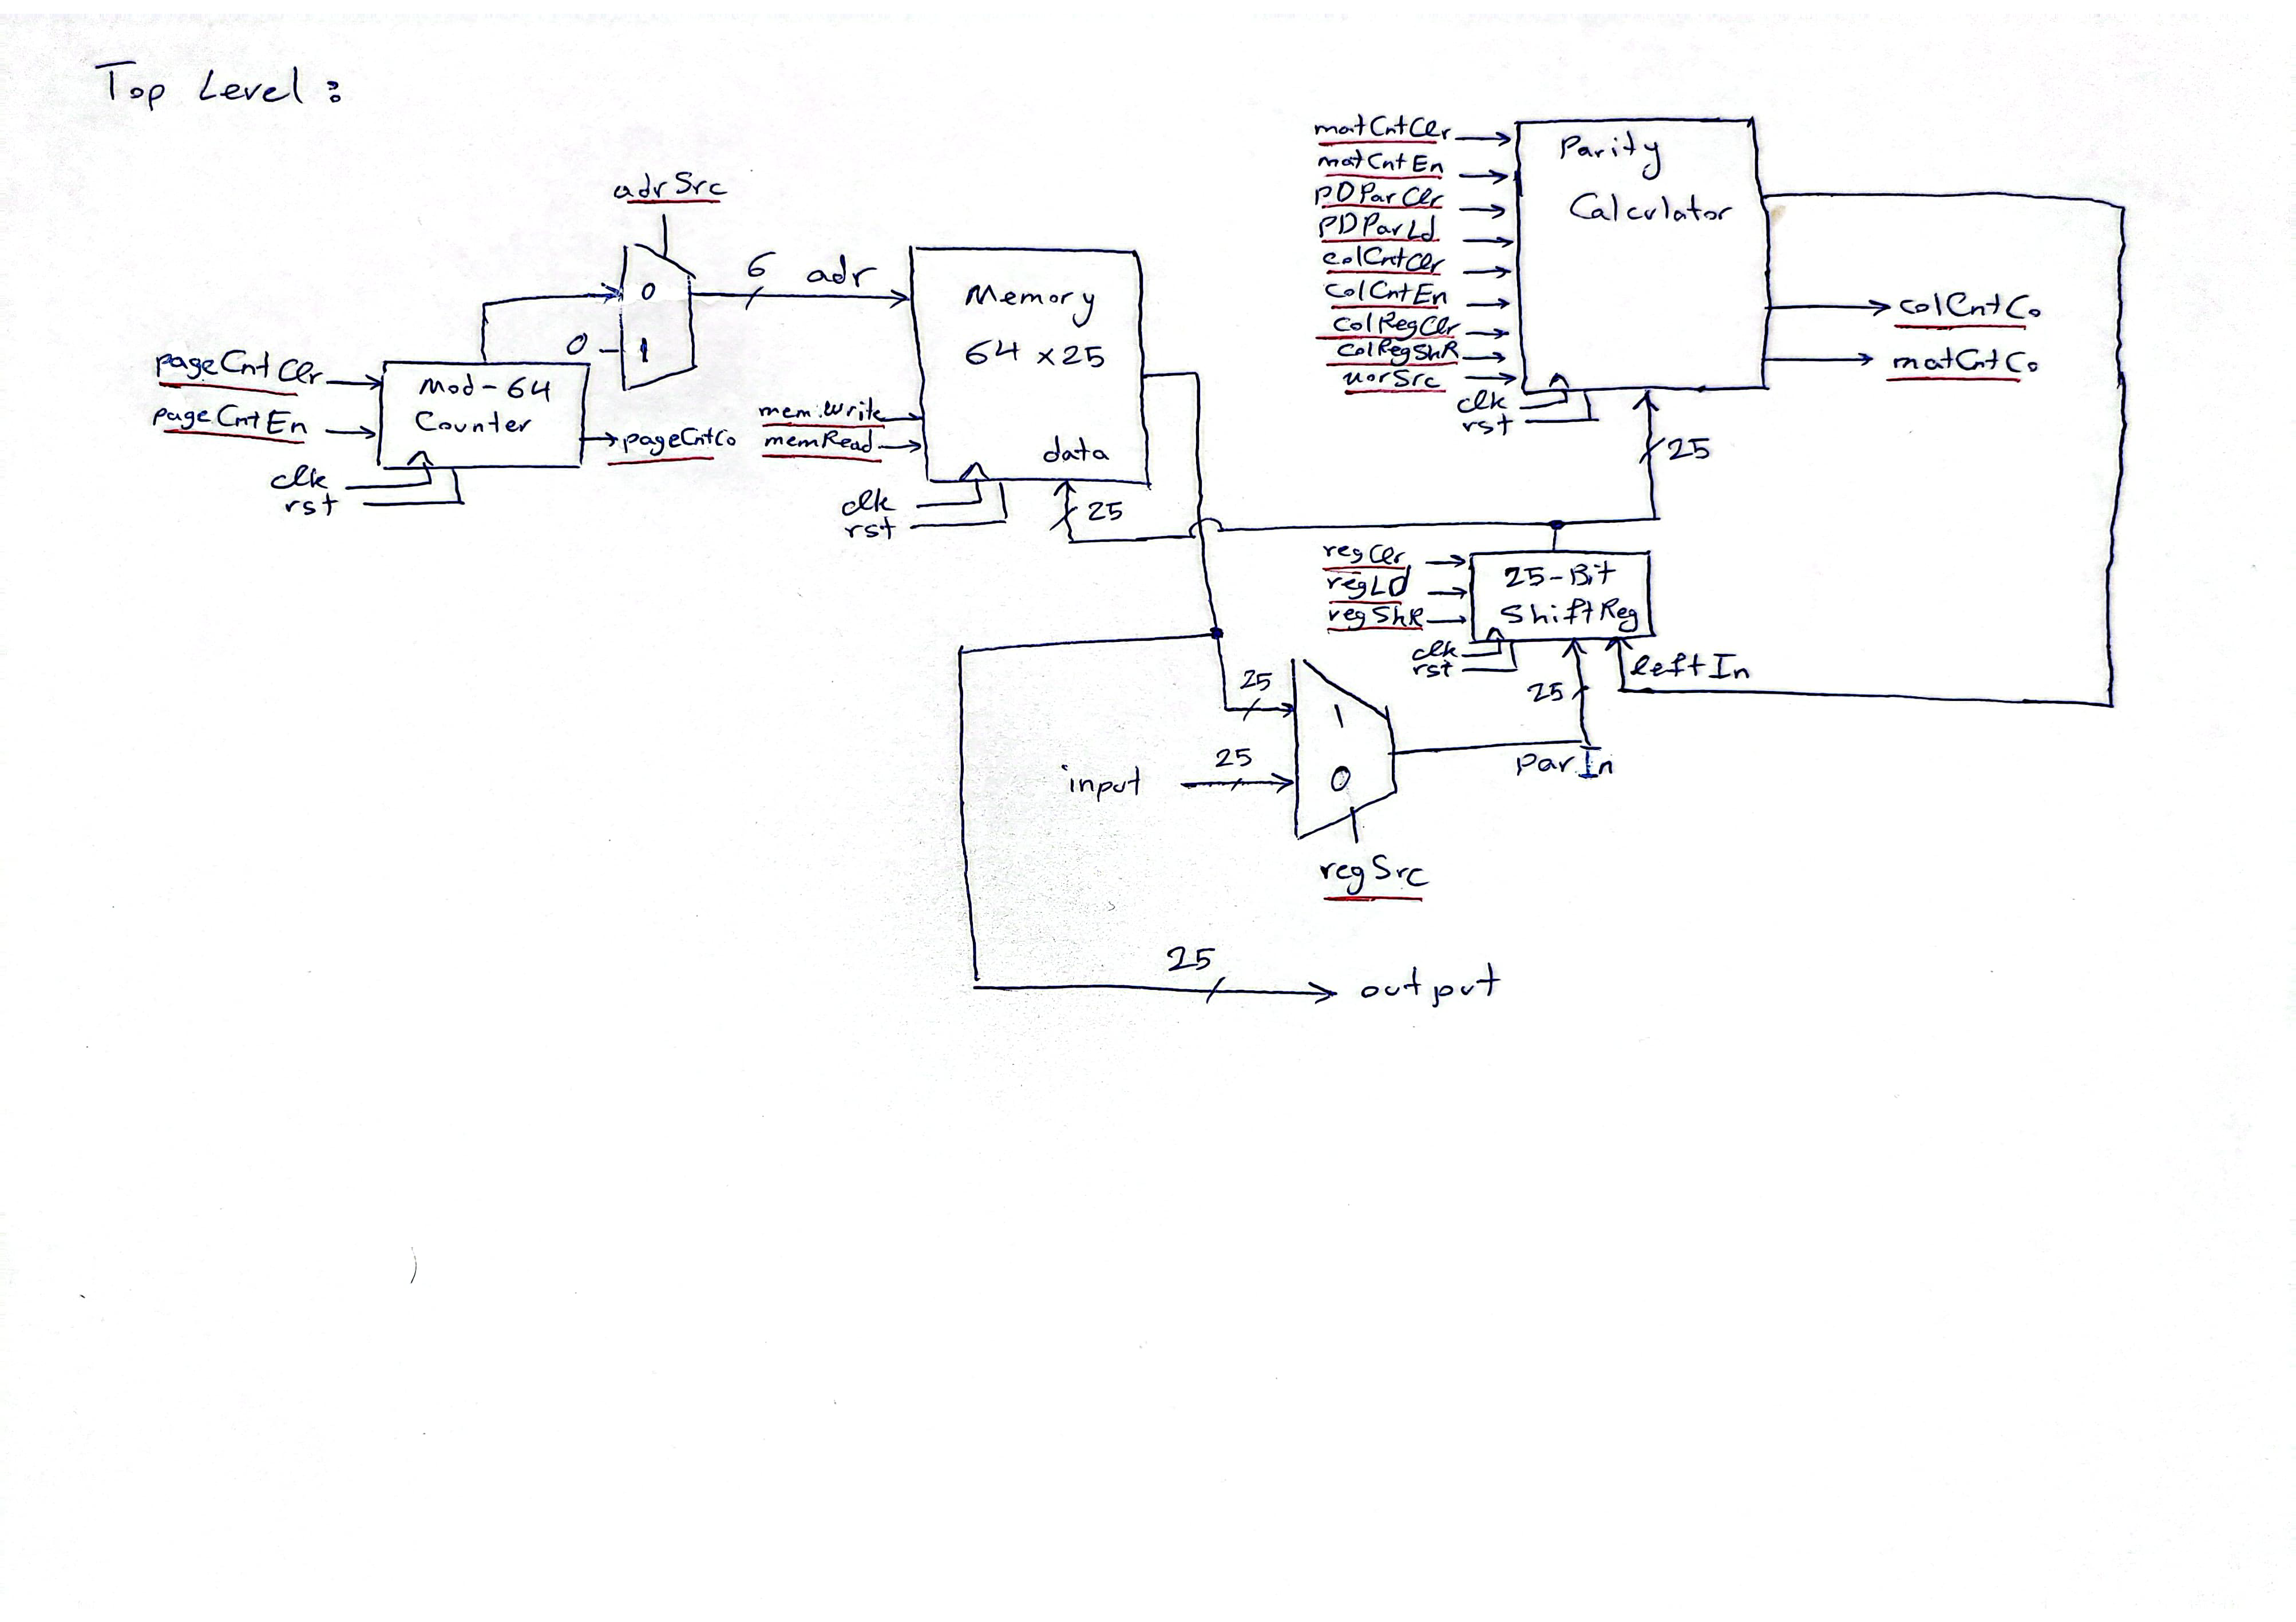 Top Level :
adrSrc
0
0
1
6 adr
pageCntClr
pageCntEn
Mod-64
Counter
pageCntCo
clk
rst
Memory
64 x 25
data
mem.write
memRead
clk
rst
25
matCntClr
matCntEn
PDParClr
PDParLd
colCntClr
colCntEn
colRegClr
colRegShR
Parity
Calculator
clk
rst
25
colCntCo
matCntCo
regClr
regLD
regShR
25-Bit
ShiftReg
clk
rst
25
leftIn
25
1
input
25
0
ParIn
regSrc
25
output